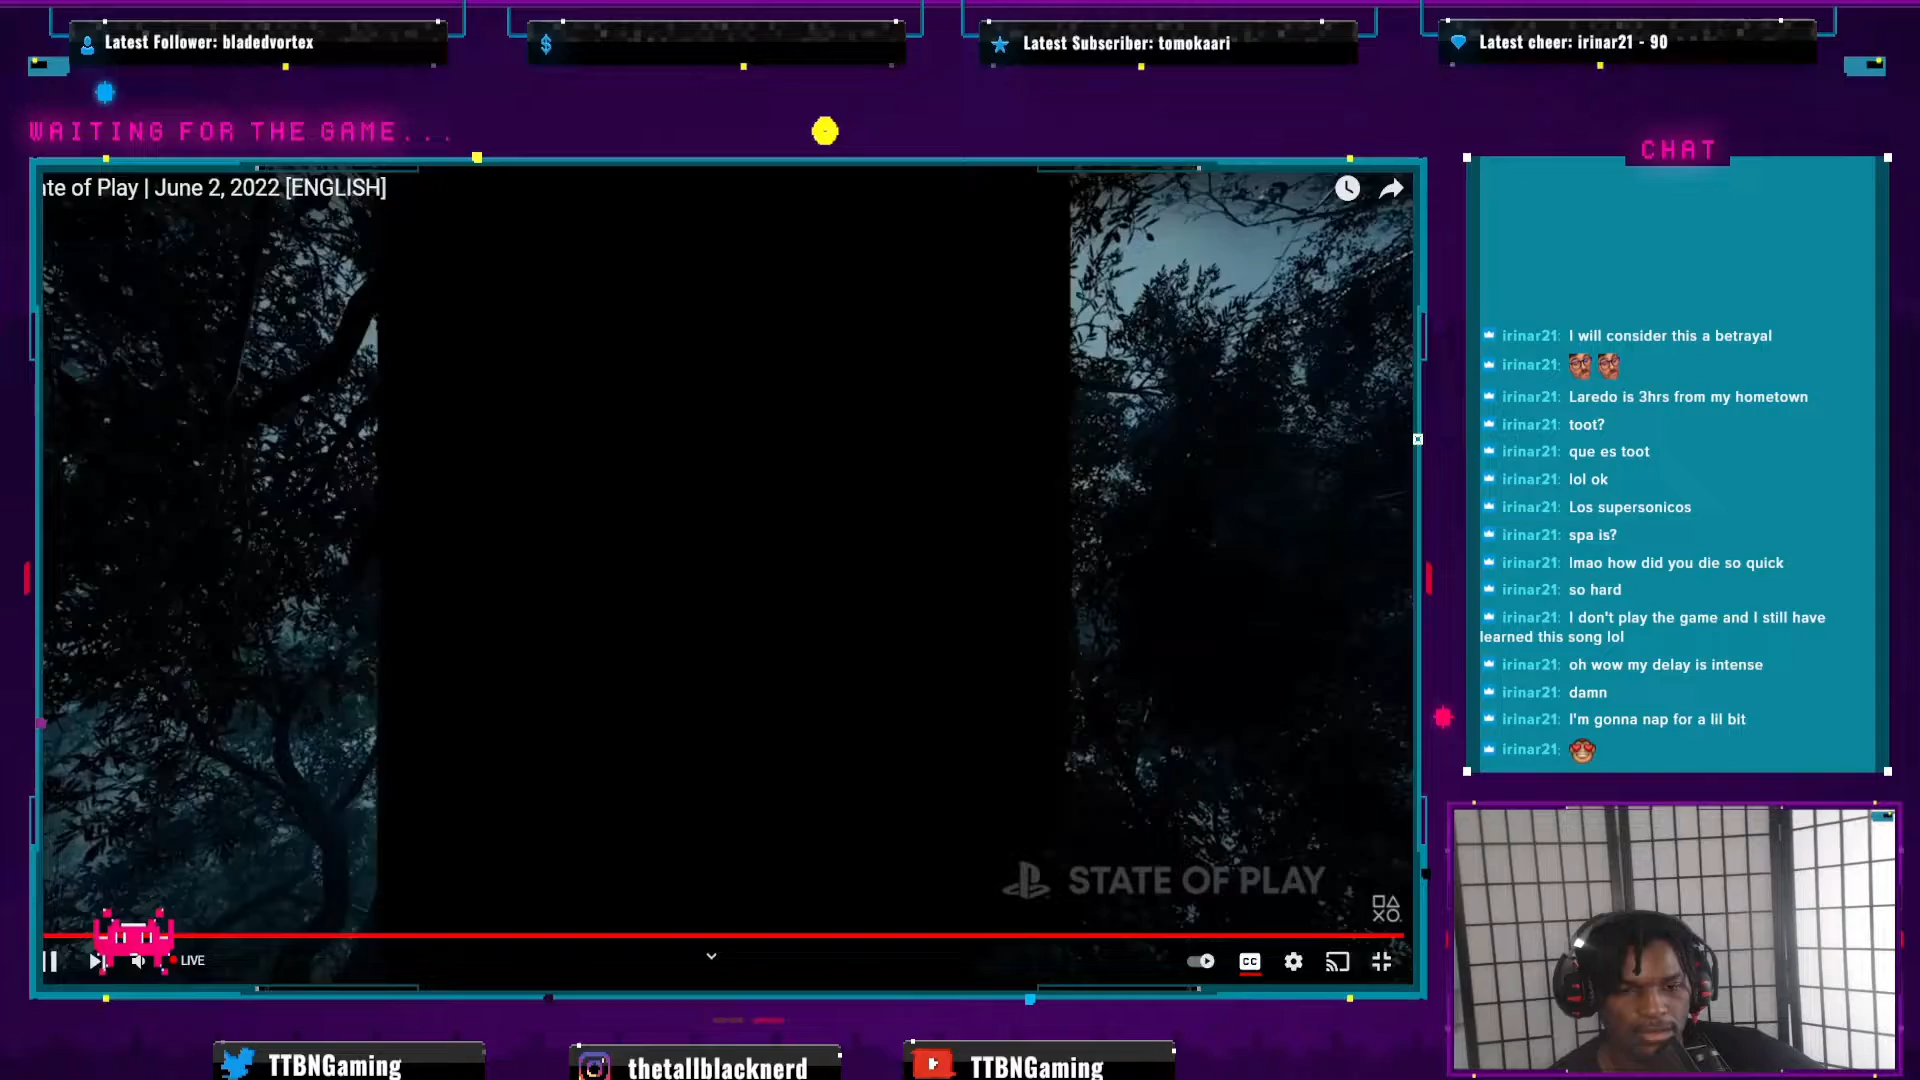 Latest Follower: bladedvortex
$
Latest Subscriber: tomokaari
Latest cheer: irinar21 - 90
WAITING FOR THE GAME...
CHAT
te of Play | June 2, 2022 [ENGLISH]
irinar21: I will consider this a betrayal
irinar21:
irinar21: Laredo is 3hrs from my hometown
irinar21: toot?
irinar21: que es toot
irinar21: lol ok
irinar21: Los supersonicos
irinar21: spa is?
irinar21: lmao how did you die so quick
irinar21: so hard
irinar21: I don't play the game and I still have
learned this song lol
irinar21: oh wow my delay is intense
irinar21: damn
irinar21: I'm gonna nap for a lil bit
irinar21:
STATE OF PLAY
LIVE
CC
TTBNGaming
thetallblacknerd
TTBNGaming